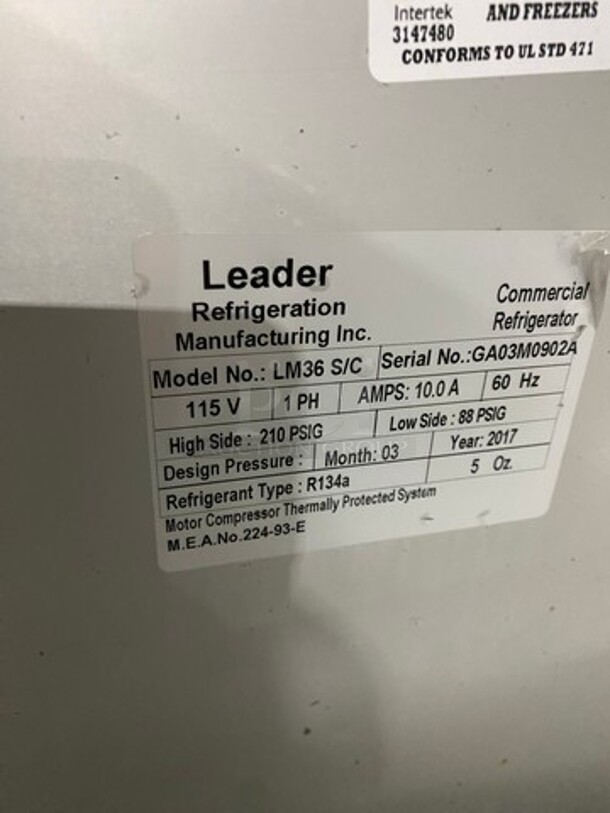 Intertek AND FREEZERS
3147480
CONFORMS TO UL STD 471
Leader
Refrigeration
Manufacturing Inc.
Commercial
Refrigerator
Model No.: LM36 S/C Serial No.:GA03M0902A
115 V 1 PH AMPS: 10.0 A 60 Hz
High Side : 210 PSIG Low Side : 88 PSIG
Design Pressure : Month: 03 Year: 2017
Refrigerant Type : R134a 5 Oz.
Motor Compressor Thermally Protected System
M.E.A.No.224-93-E